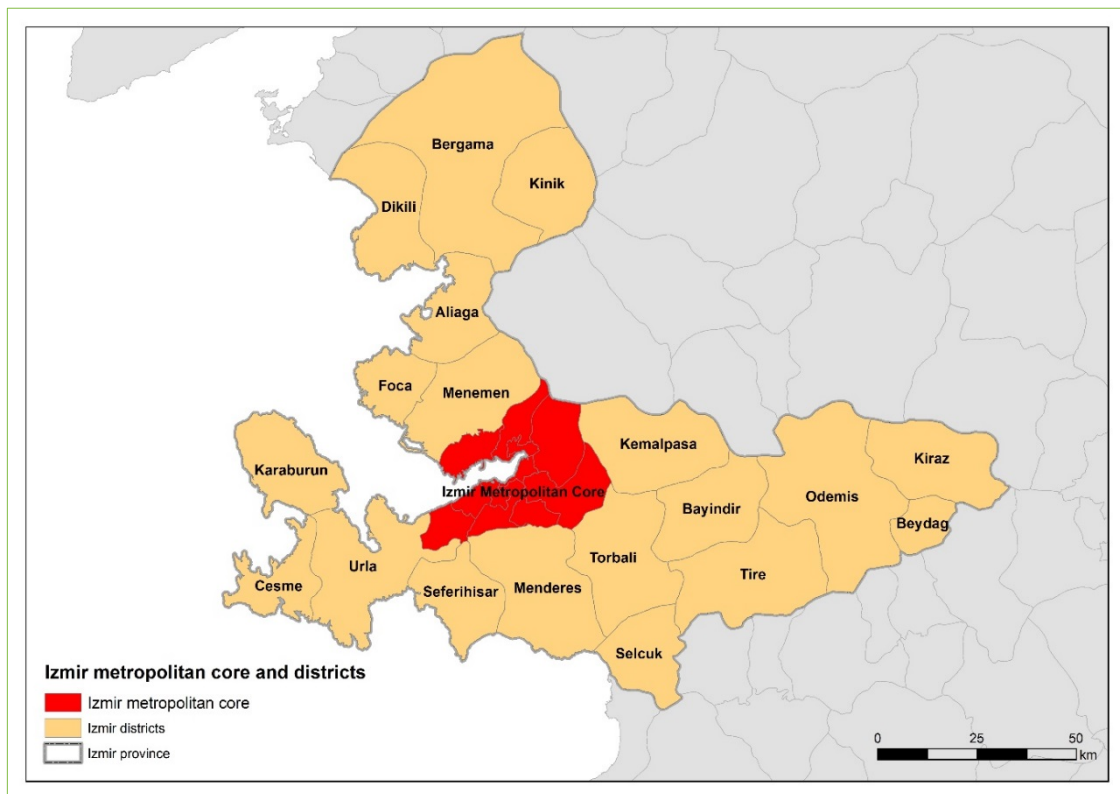 Bergama
Kinik
Dikili
Aliaga
Foca
Menemen
Karaburun
Kemalpasa
Kiraz
Izmir Metropolitan Core
Odemis
Bayindir
Beydag
Torbali
Urla
Tire
Cesme
Seferihisar
Menderes
Selcuk
Izmir metropolitan core and districts
Izmir metropolitan core
Izmir districts
Izmir province
0 25 50
km